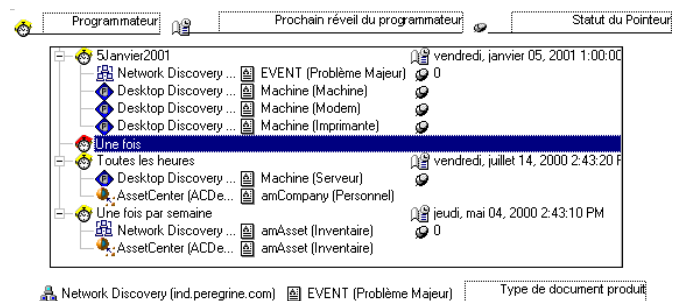 Programmateur Prochain réveil du programmateur Statut du Pointeur
5Janvier2001 vendredi, janvier 05, 2001 1:00:00
Network Discovery ... EVENT (Problème Majeur) 0
Desktop Discovery ... Machine (Machine)
Desktop Discovery ... Machine (Modem)
Desktop Discovery ... Machine (Imprimante)
Une fois
Toutes les heures vendredi, juillet 14, 2000 2:43:20 P
Desktop Discovery ... Machine (Serveur)
AssetCenter (ACDe... amCompany (Personnel)
Une fois par semaine jeudi, mai 04, 2000 2:43:10 PM
Network Discovery ... amAsset (Inventaire) 0
AssetCenter (ACDe... amAsset (Inventaire)
Network Discovery (ind.peregrine.com) EVENT (Problème Majeur) Type de document produit